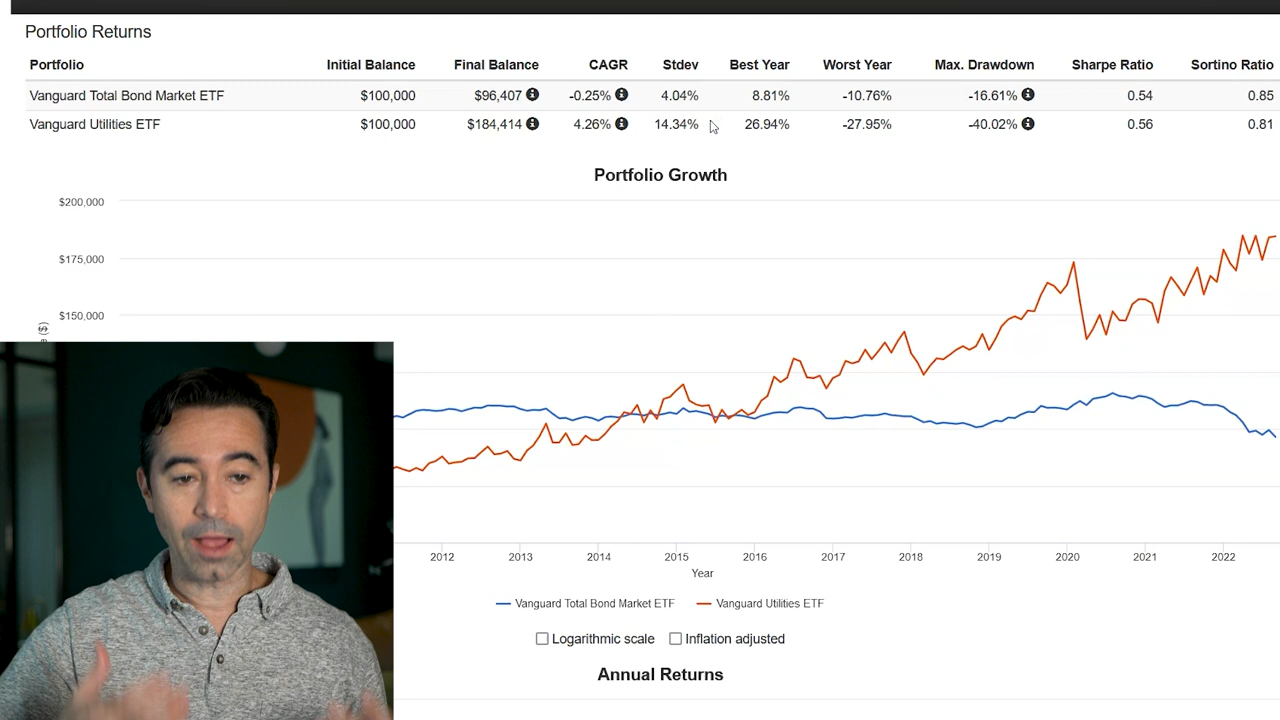 Portfolio Returns
Portfolio Initial Balance Final Balance CAGR Stdev Best Year Worst Year Max. Drawdown Sharpe Ratio Sortino Ratio
Vanguard Total Bond Market ETF $100,000 $96,407 -0.25% 4.04% 8.81% -10.76% -16.61% 0.54 0.85
Vanguard Utilities ETF $100,000 $184,414 4.26% 14.34% 26.94% -27.95% -40.02% 0.56 0.81
Portfolio Growth
$200,000
$175,000
$150,000
($)
2012 2013 2014 2015 2016 2017 2018 2019 2020 2021 2022
Year
Vanguard Total Bond Market ETF Vanguard Utilities ETF
Logarithmic scale Inflation adjusted
Annual Returns